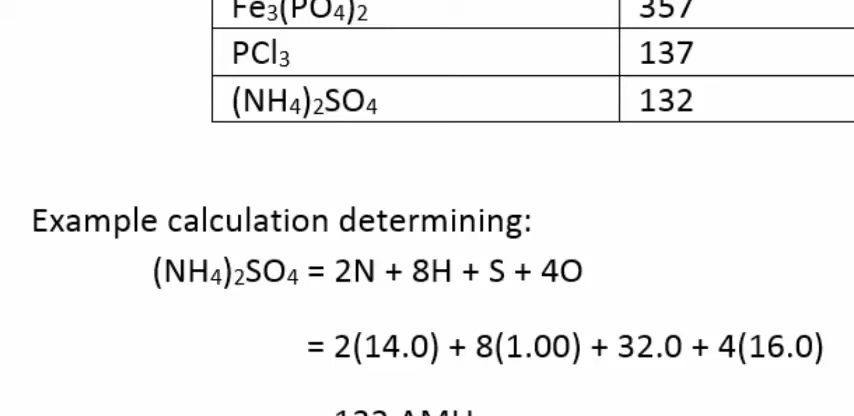 Fe3(PO4)2 357
PCl3 137
(NH4)2SO4 132
Example calculation determining:
(NH4)2SO4 = 2N + 8H + S + 4O
= 2(14.0) + 8(1.00) + 32.0 + 4(16.0)